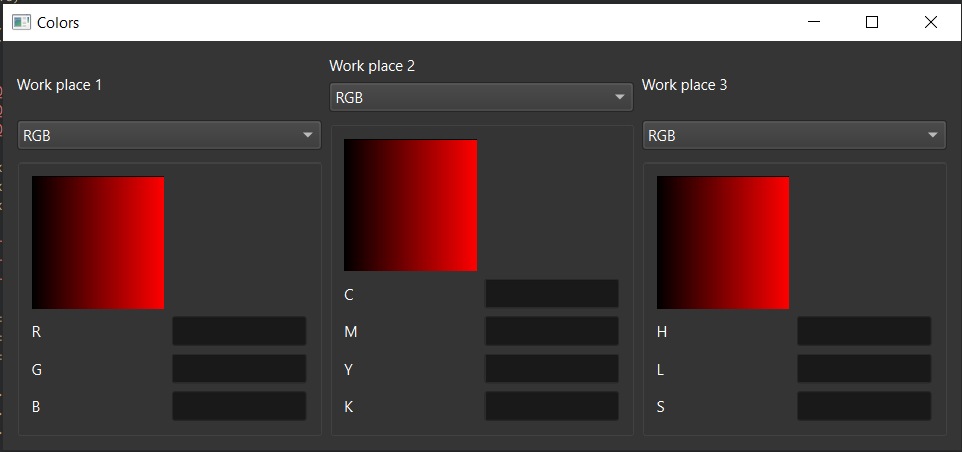 Colors
Work place 1
RGB
R
G
B
Work place 2
RGB
C
M
Y
K
Work place 3
RGB
H
L
S